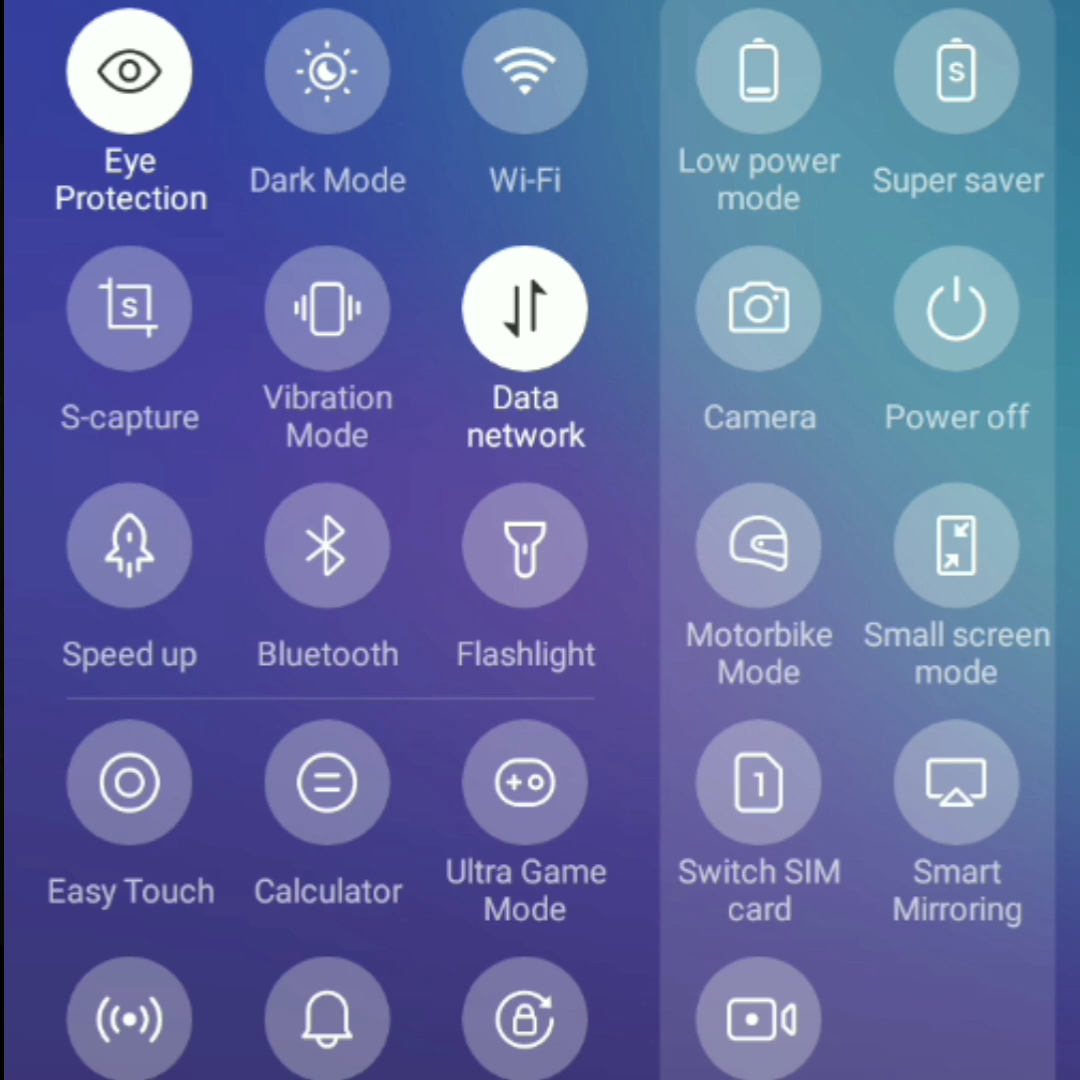 Eye
Protection
Dark Mode
Wi-Fi
Low power
mode
S
Super saver
S
S-capture
Vibration
Mode
Data
network
Camera
Power off
Speed up
Bluetooth
Flashlight
Motorbike
Mode
Small screen
mode
Easy Touch
Calculator
Ultra Game
Mode
1
Switch SIM
card
Smart
Mirroring